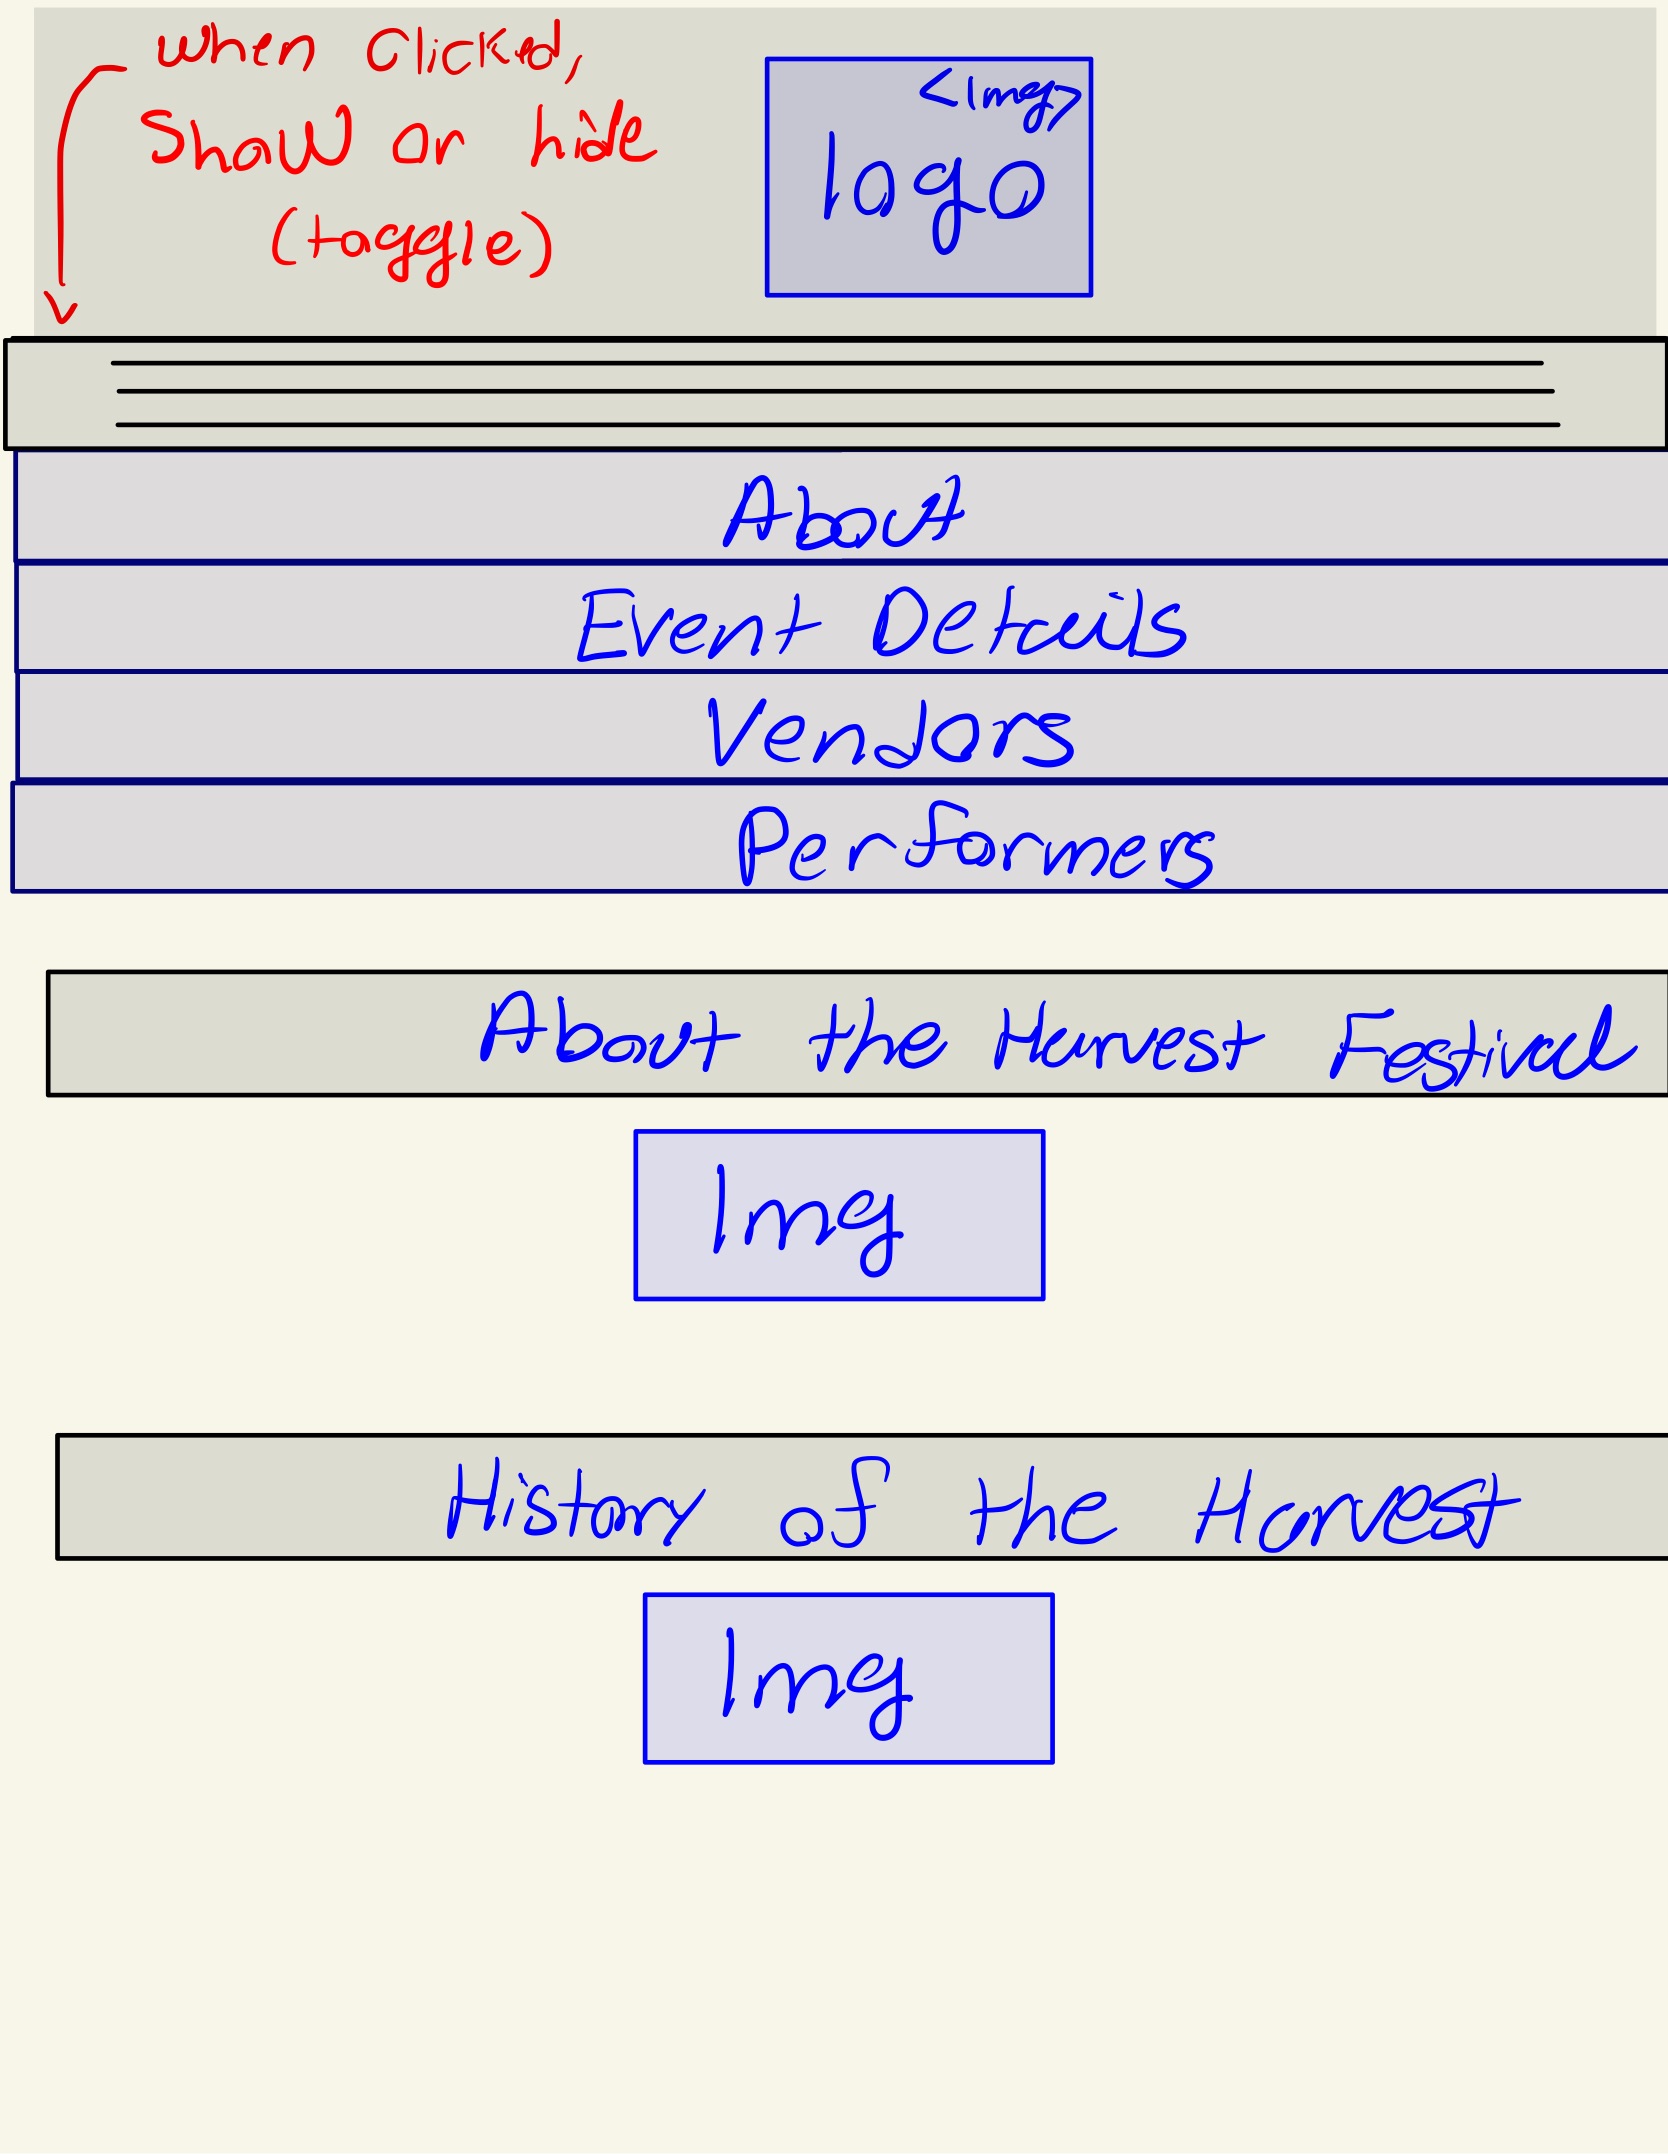 when Clicked,
Show or hide
(toggle)
<img>
logo
About
Event Details
Vendors
Performers
About the Harvest Festival
Img
History of the Harvest
Img